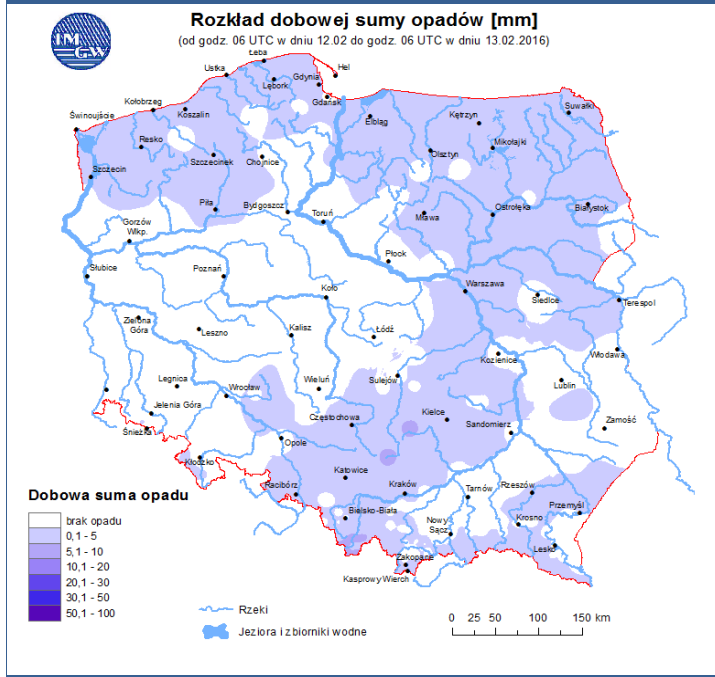 Rozkład dobowej sumy opadów [mm]
(od godz. 06 UTC w dniu 12.02 do godz. 06 UTC w dniu 13.02.2016)
IM
GW
Łeba
Ustka
Hel
Gdynia
Lębork
Gdańsk
Kołobrzeg
Koszalin
Świnoujście
Elbląg
Kętrzyn
Suwałki
Resko
Mikołajki
Szczecinek
Chojnice
Olsztyn
Szczecin
Piła
Bydgoszcz
Toruń
Mława
Ostrołęka
Białystok
Gorzów
Wlkp.
Płock
Słubice
Poznań
Koło
Warszawa
Siedlce
Terespol
Zielona
Góra
Leszno
Kalisz
Łódź
Kozienice
Włodawa
Legnica
Wrocław
Wieluń
Sulejów
Lublin
Jelenia Góra
Śnieżka
Częstochowa
Kielce
Sandomierz
Zamość
Opole
Kłodzko
Katowice
Racibórz
Kraków
Tarnów
Rzeszów
Bielsko-Biała
Nowy
Sącz
Krosno
Przemyśl
Lesko
Zakopane
Kasprowy Wierch
Dobowa suma opadu
brak opadu
0,1 - 5
5,1 - 10
10,1 - 20
20,1 - 30
30,1 - 50
50,1 - 100
Rzeki
Jeziora i zbiorniki wodne
0 25 50 100 150 km